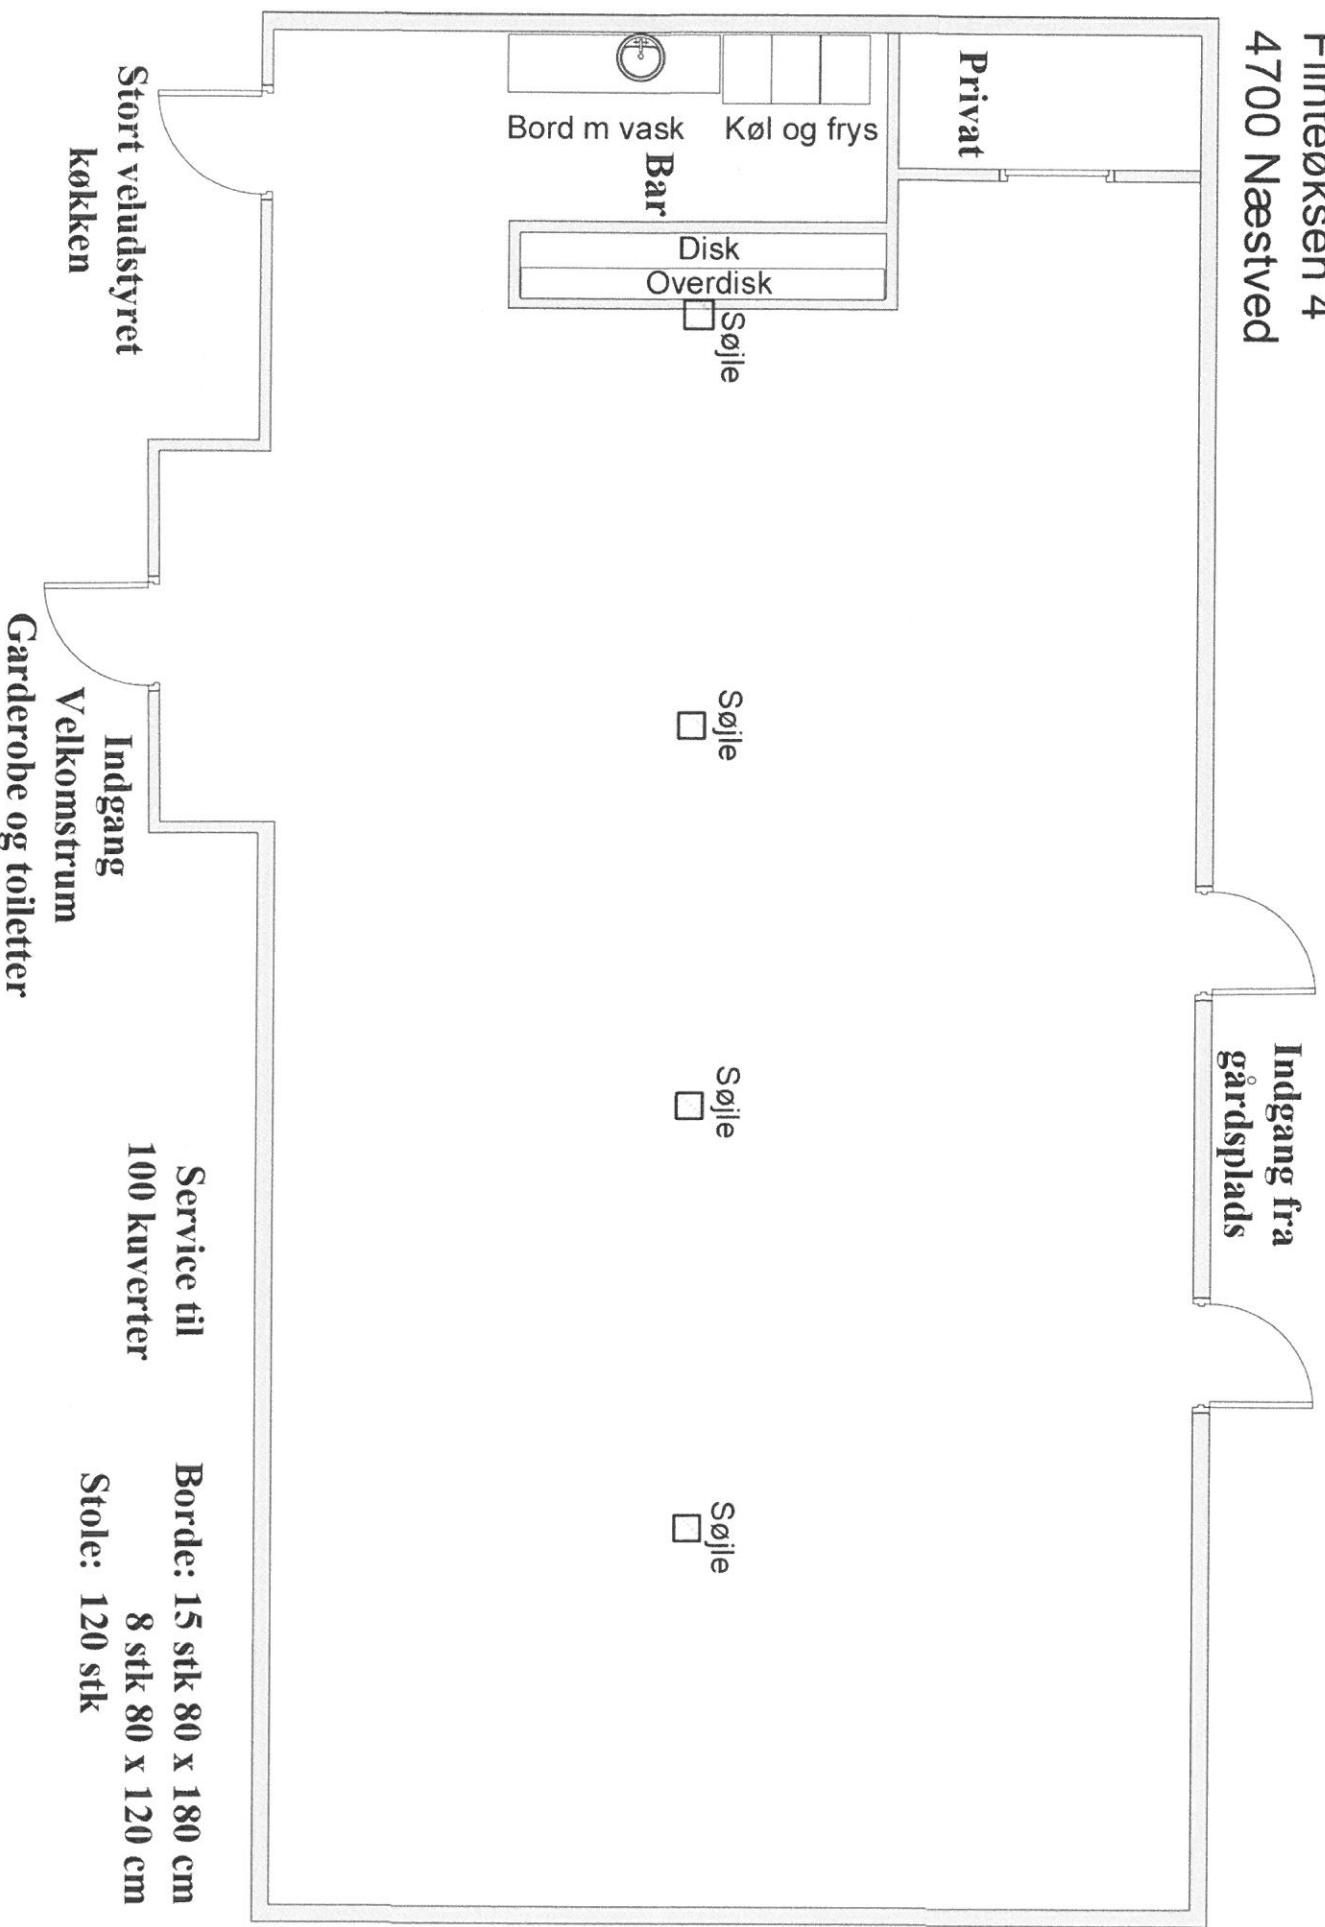 Flinteøksen 4
4700 Næstved
Privat
Bord m vask
Køl og frys
Bar
Disk
Overdisk
Søjle
Søjle
Søjle
Søjle
Stort veludstyret
køkken
Indgang
Velkomstrum
Garderobe og toiletter
Indgang fra
gårdsplads
Service til
100 kuverter
Borde: 15 stk 80 x 180 cm
8 stk 80 x 120 cm
Stole: 120 stk